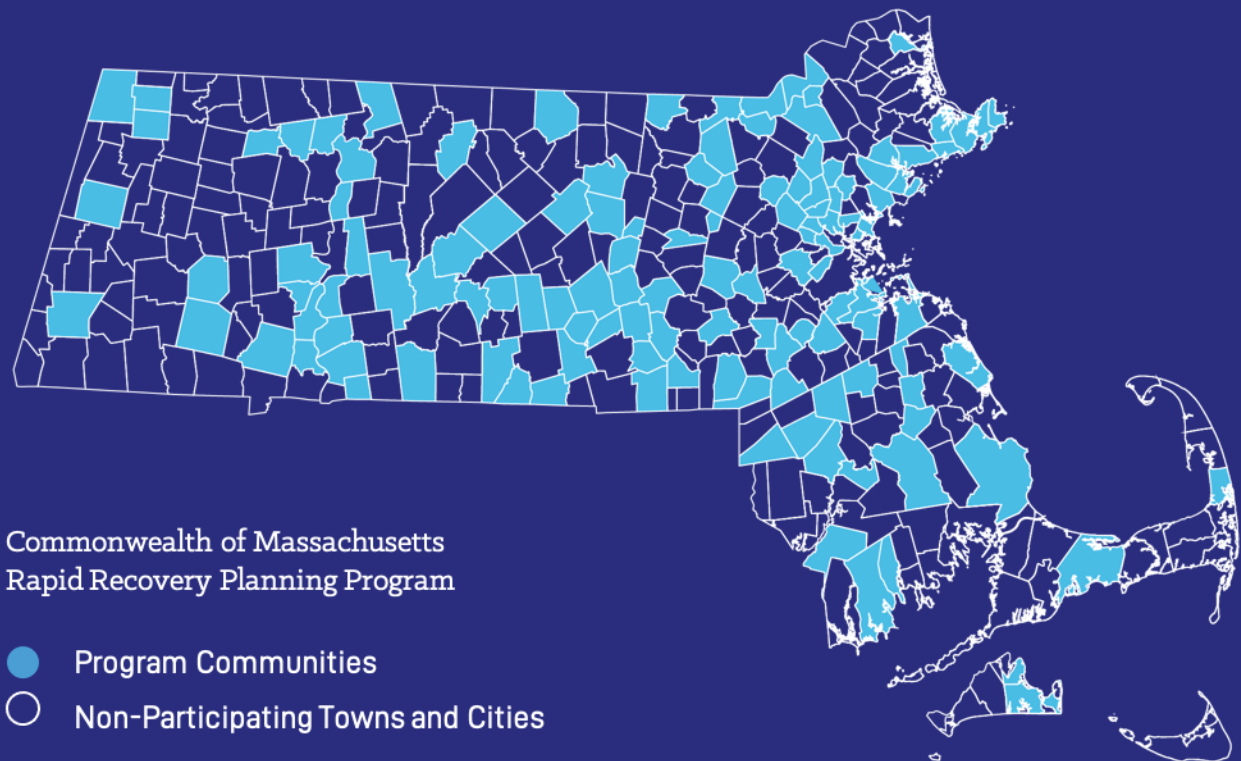 Commonwealth of Massachusetts
Rapid Recovery Planning Program
Program Communities
Non-Participating Towns and Cities